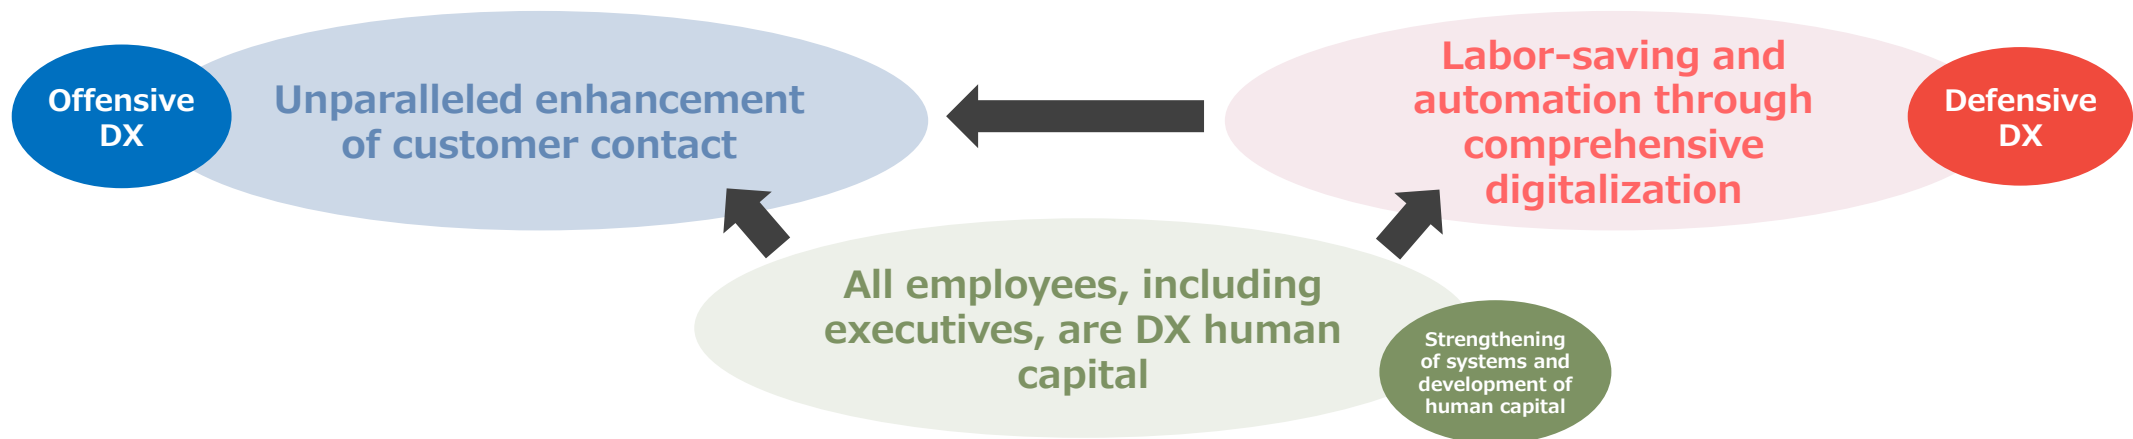 Offensive
DX
Unparalleled enhancement
of customer contact
Labor-saving and
automation through
comprehensive
digitalization
Defensive
DX
All employees, including
executives, are DX human
capital
Strengthening
of systems and
development of
human capital